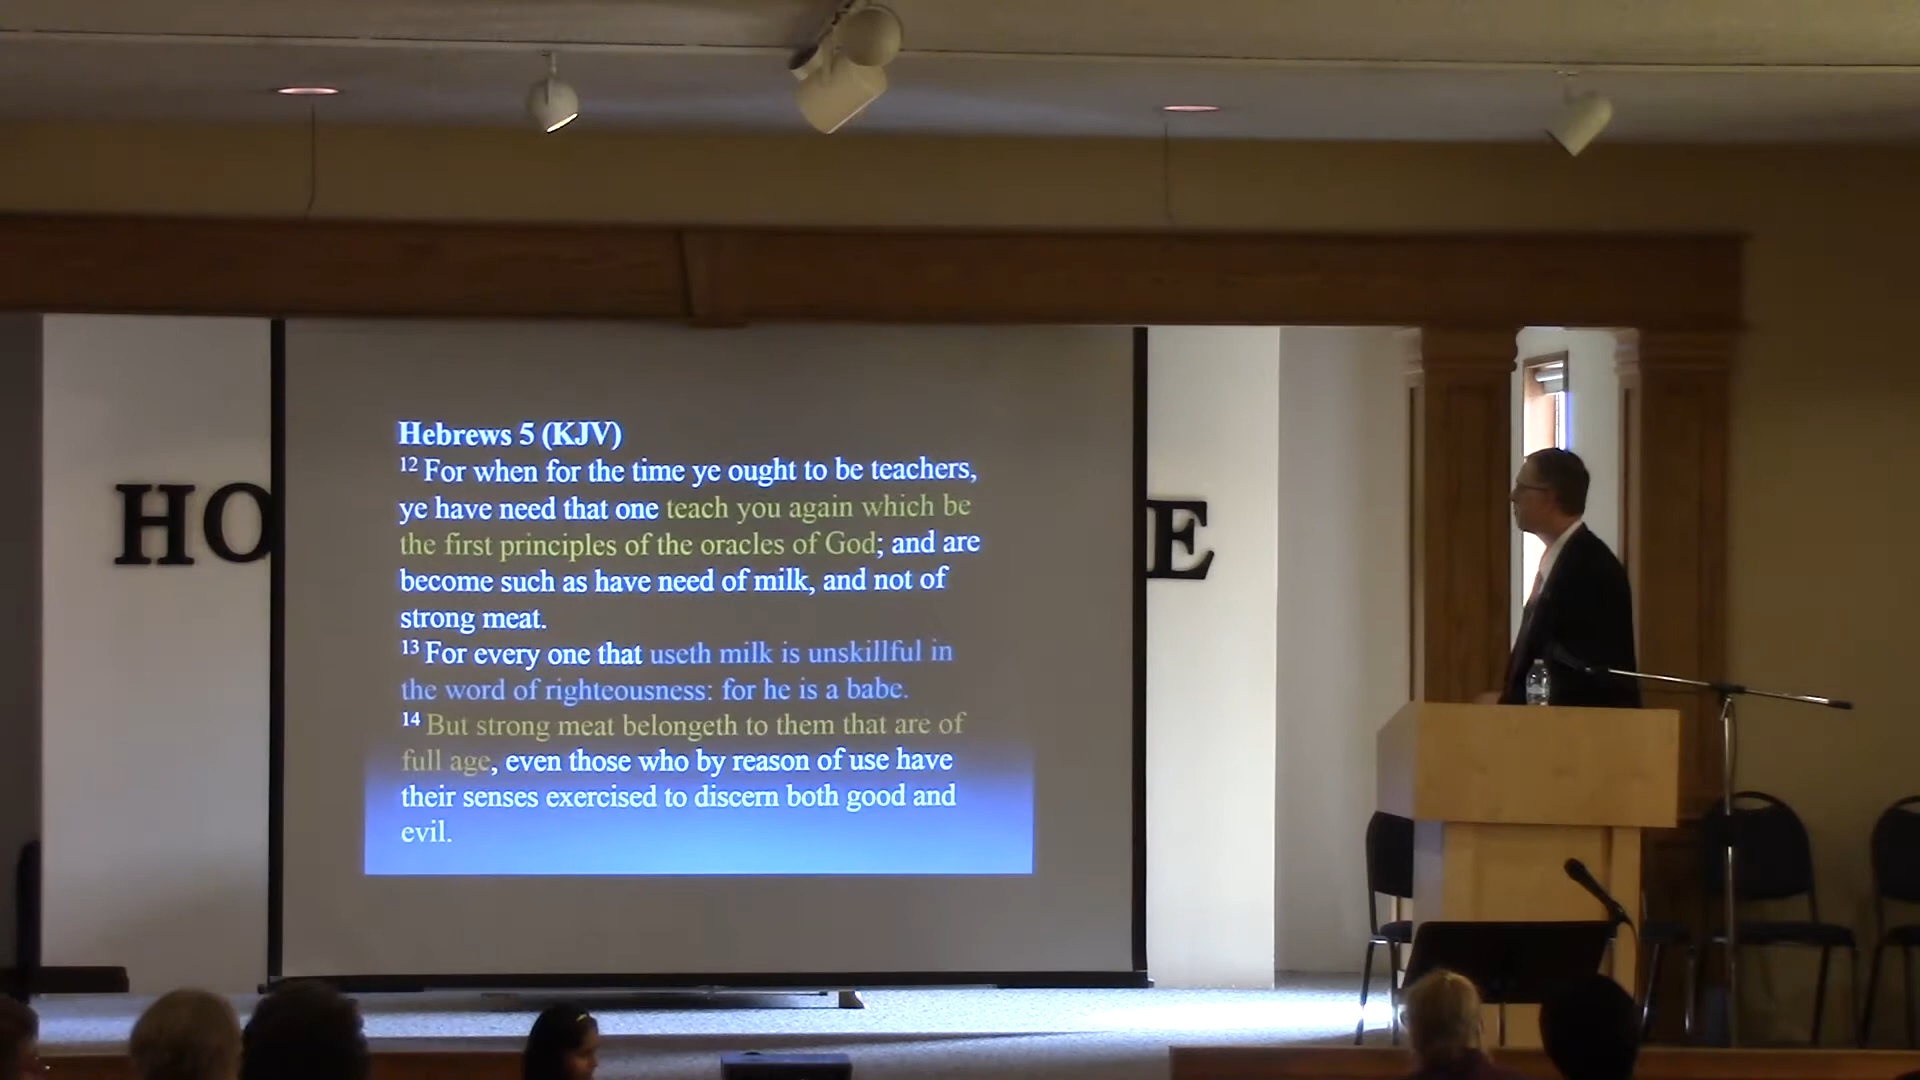 Hebrews 5 (KJV)
12 For when for the time ye ought to be teachers,
ye have need that one teach you again which be
the first principles of the oracles of God; and are
become such as have need of milk, and not of
strong meat.
13 For every one that useth milk is unskillful in
the word of righteousness: for he is a babe.
14 But strong meat belongeth to them that are of
full age, even those who by reason of use have
their senses exercised to discern both good and
evil.
HO
E